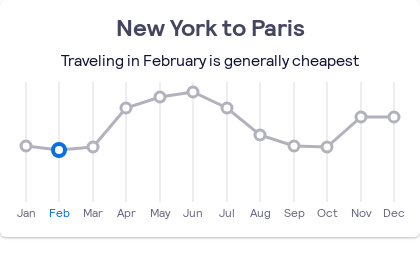 New York to Paris
Traveling in February is generally cheapest
Jan Feb Mar Apr May Jun Jul Aug Sep Oct Nov Dec